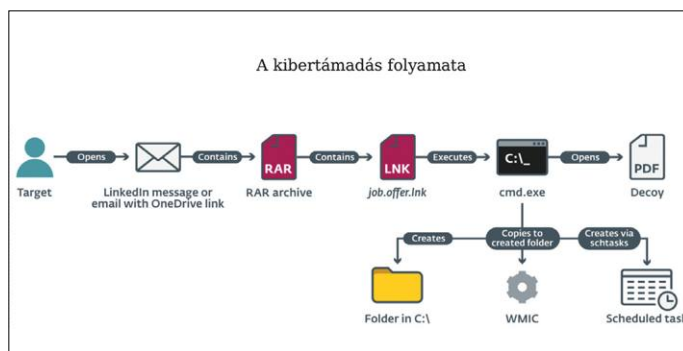 A kibertámadás folyamata
Opens
Contains
Contains
Executes
Opens
RAR
LNK
C:\_
PDF
Target
LinkedIn message or
email with OneDrive link
RAR archive
job.offer.lnk
cmd.exe
Decoy
Creates
Copies to
created folder
Creates via
schtasks
Folder in C:\
WMIC
Scheduled task